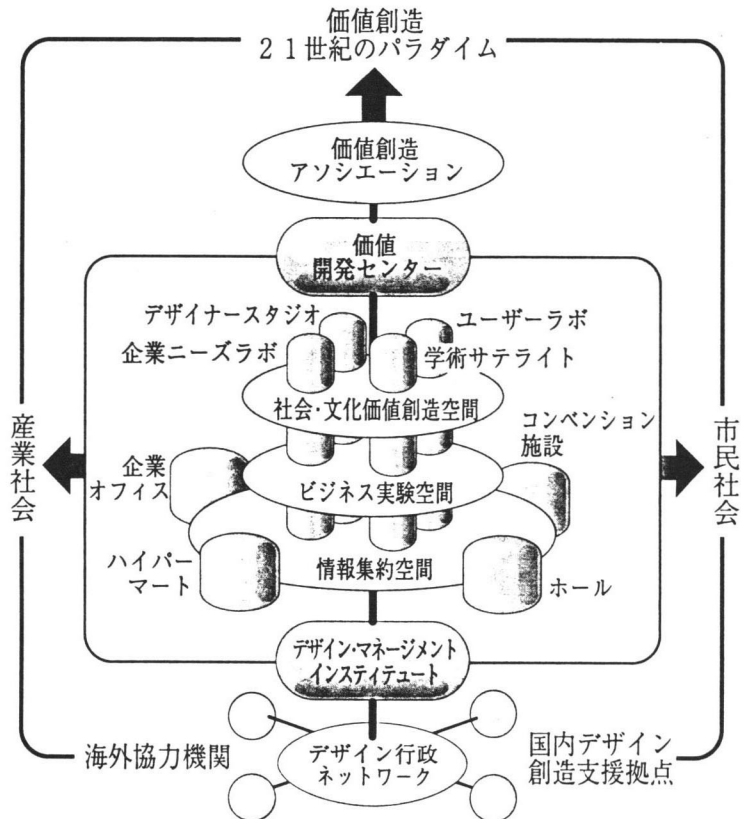 価値創造
21世紀のパラダイム
価値創造
アソシエーション
価値
開発センター
デザイナースタジオ
ユーザーラボ
企業ニーズラボ
学術サテライト
社会・文化価値創造空間
コンベンション
施設
産業社会
市民社会
企業
オフィス
ビジネス実験空間
ハイパー
マート
情報集約空間
ホール
デザイン・マネージメント
インスティテュート
海外協力機関
デザイン行政
ネットワーク
国内デザイン
創造支援拠点